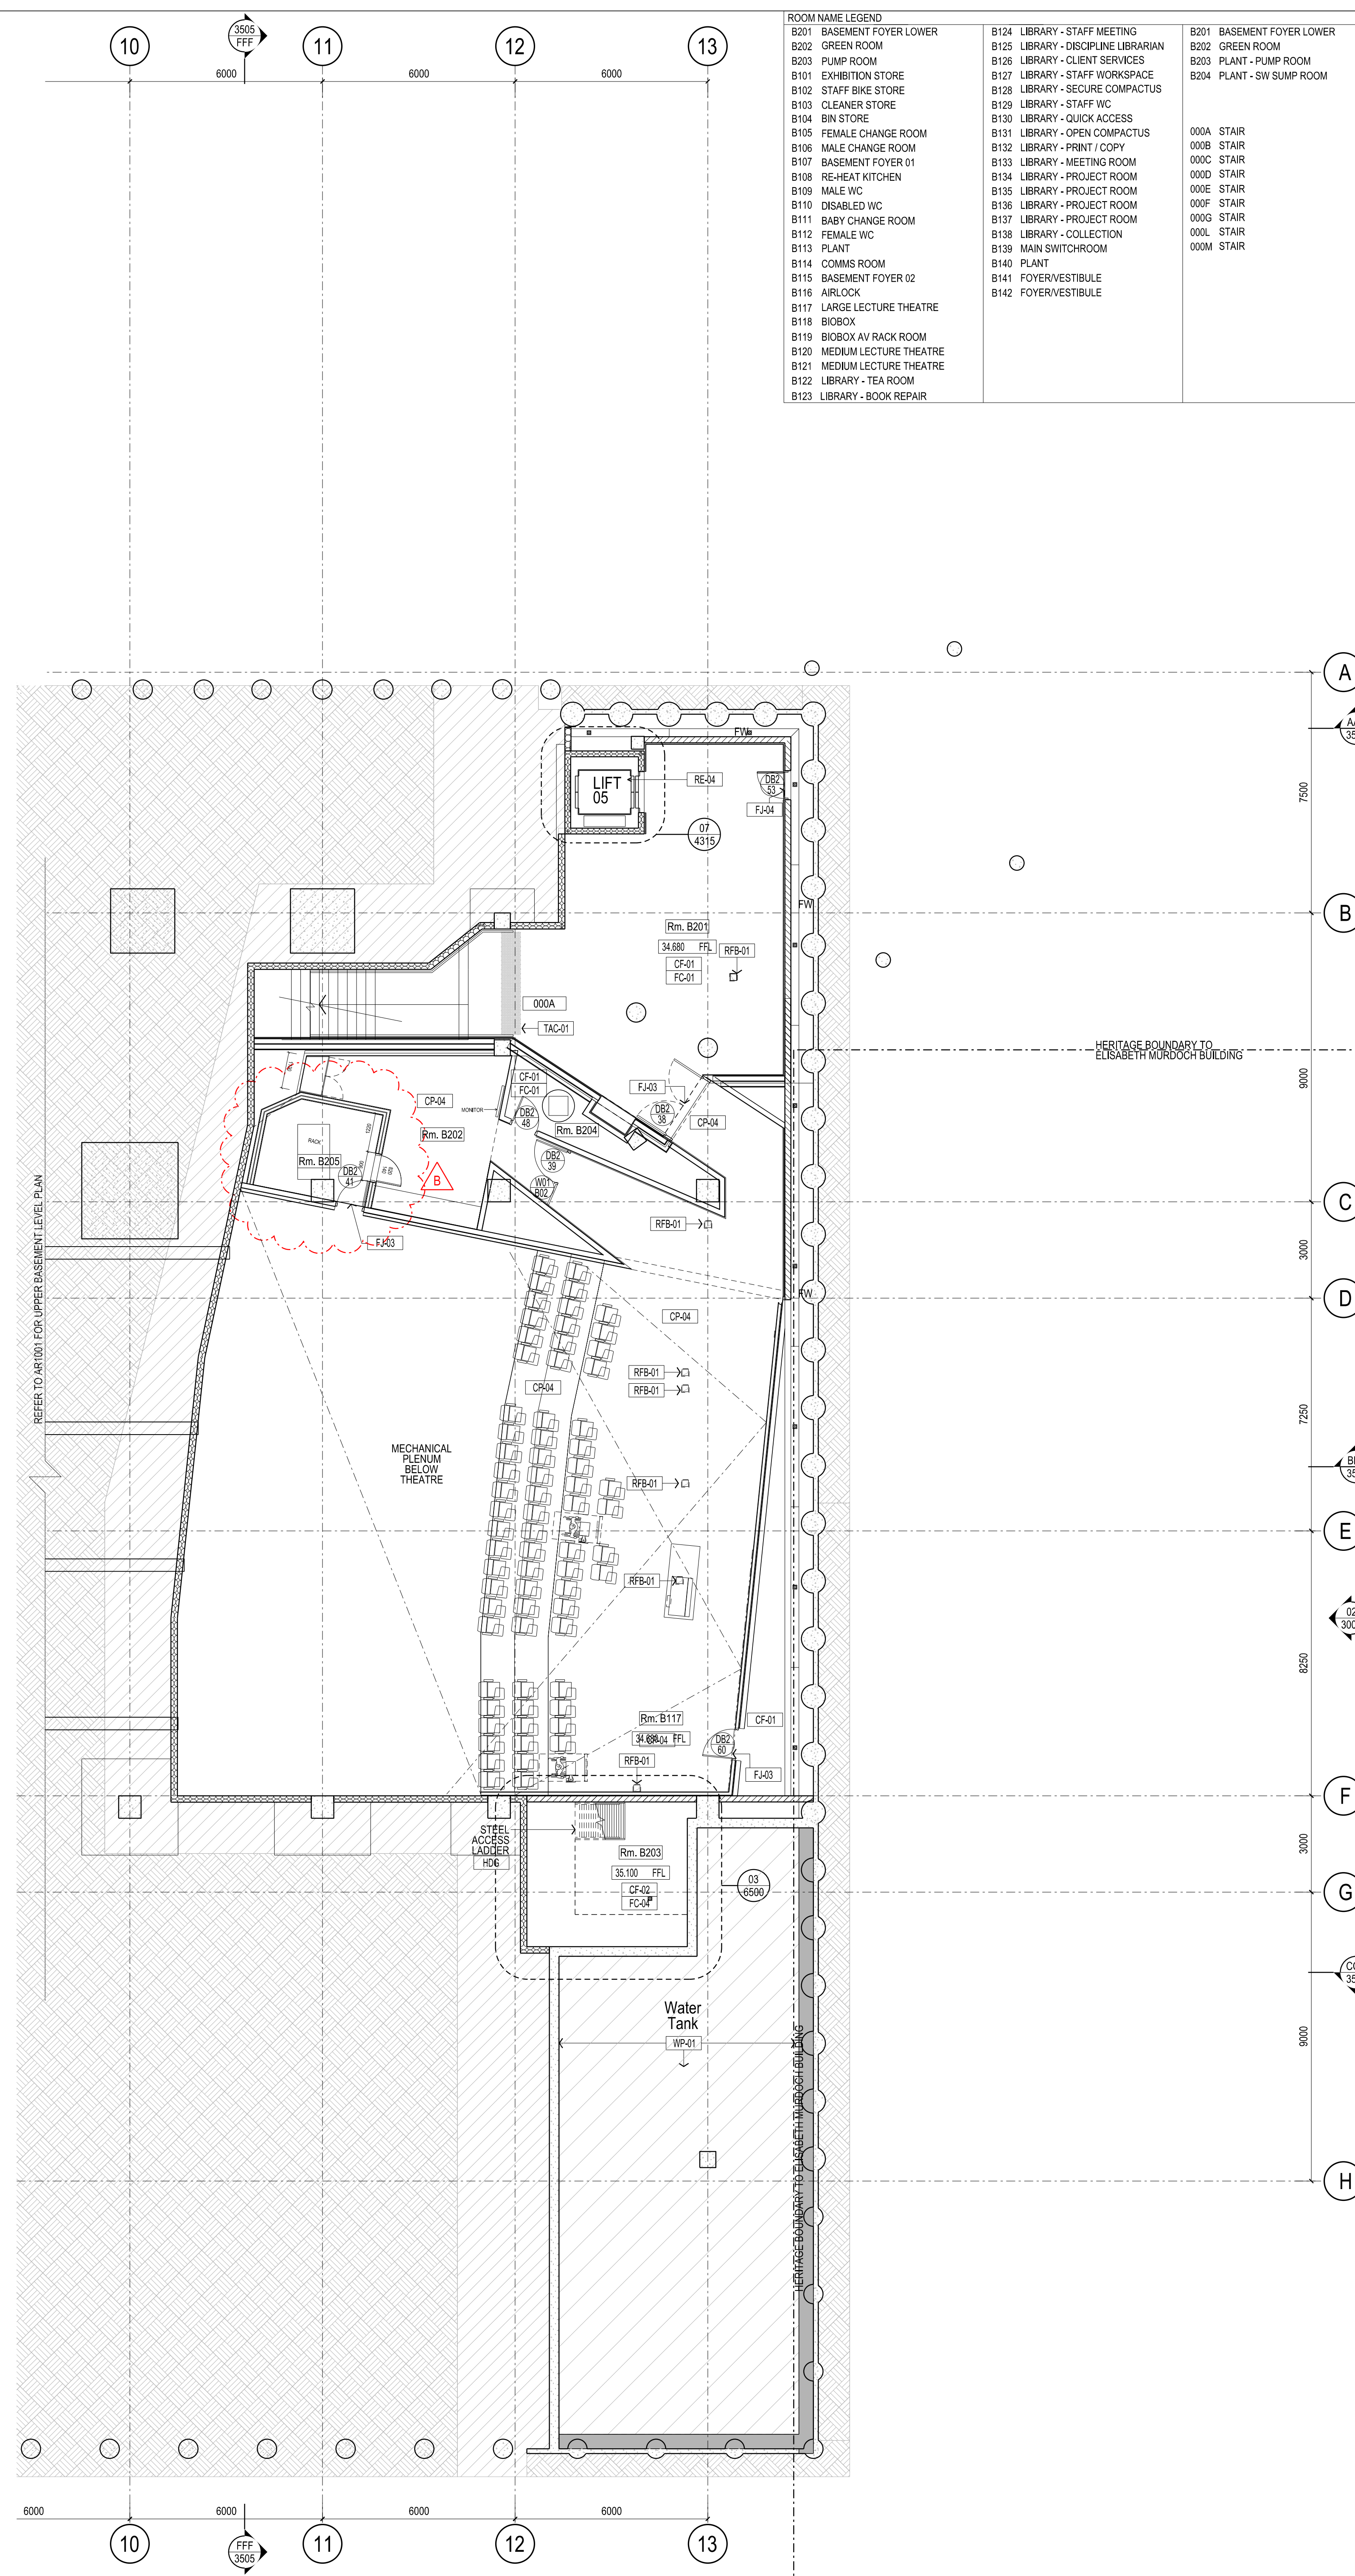 10
3505
FFF
11
12
13
6000
6000
6000
ROOM NAME LEGEND
B201 BASEMENT FOYER LOWER
B202 GREEN ROOM
B203 PUMP ROOM
B101 EXHIBITION STORE
B102 STAFF BIKE STORE
B103 CLEANER STORE
B104 BIN STORE
B105 FEMALE CHANGE ROOM
B106 MALE CHANGE ROOM
B107 BASEMENT FOYER 01
B108 RE-HEAT KITCHEN
B109 MALE WC
B110 DISABLED WC
B111 BABY CHANGE ROOM
B112 FEMALE WC
B113 PLANT
B114 COMMS ROOM
B115 BASEMENT FOYER 02
B116 AIRLOCK
B117 LARGE LECTURE THEATRE
B118 BIOBOX
B119 BIOBOX AV RACK ROOM
B120 MEDIUM LECTURE THEATRE
B121 MEDIUM LECTURE THEATRE
B122 LIBRARY - TEA ROOM
B123 LIBRARY - BOOK REPAIR
B124 LIBRARY - STAFF MEETING
B125 LIBRARY - DISCIPLINE LIBRARIAN
B126 LIBRARY - CLIENT SERVICES
B127 LIBRARY - STAFF WORKSPACE
B128 LIBRARY - SECURE COMPACTUS
B129 LIBRARY - STAFF WC
B130 LIBRARY - QUICK ACCESS
B131 LIBRARY - OPEN COMPACTUS
B132 LIBRARY - PRINT / COPY
B133 LIBRARY - MEETING ROOM
B134 LIBRARY - PROJECT ROOM
B135 LIBRARY - PROJECT ROOM
B136 LIBRARY - PROJECT ROOM
B137 LIBRARY - PROJECT ROOM
B138 LIBRARY - COLLECTION
B139 MAIN SWITCHROOM
B140 PLANT
B141 FOYER/VESTIBULE
B142 FOYER/VESTIBULE
B201 BASEMENT FOYER LOWER
B202 GREEN ROOM
B203 PLANT - PUMP ROOM
B204 PLANT - SW SUMP ROOM
000A STAIR
000B STAIR
000C STAIR
000D STAIR
000E STAIR
000F STAIR
000G STAIR
000L STAIR
000M STAIR
A
7500
FW
LIFT
05
RE-04
DB2
53
FJ-04
07
4315
B
FW
Rm. B201
34.680 FFL
RFB-01
CF-01
FC-01
000A
TAC-01
HERITAGE BOUNDARY TO
ELISABETH MURDOCH BUILDING
9000
CF-01
FC-01
FJ-03
CP-04
MONITOR
DB2
48
DB2
38
CP-04
Rm. B202
Rm. B204
RACK
1220
Rm. B205
DB2
41
DB2
39
B
W01
B02
C
RFB-01
FJ-03
3000
FW
D
REFER TO AR1001 FOR UPPER BASEMENT LEVEL PLAN
CP-04
RFB-01
RFB-01
CP-04
7250
MECHANICAL
PLENUM
BELOW
THEATRE
RFB-01
E
RFB-01
02
8250
Rm. B117
34.680 FFL
CP-04
CF-01
DB2
60
RFB-01
FJ-03
F
STEEL
ACCESS
LADDER
HDG
Rm. B203
35.100 FFL
CF-02
FC-04
03
6500
3000
G
Water
Tank
WP-01
9000
HERITAGE BOUNDARY TO ELISABETH MURDOCH BUILDING
H
6000
6000
6000
6000
10
FFF
3505
11
12
13